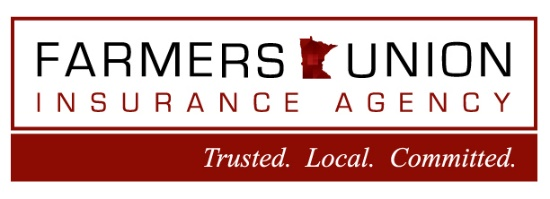 FARMERS UNION
INSURANCE AGENCY
Trusted. Local. Committed.